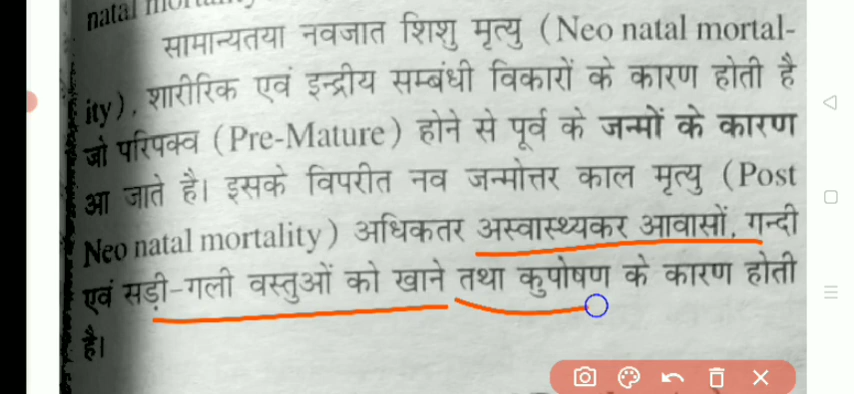 natal
सामान्यतया नवजात शिशु मृत्यु (Neo natal mortal-
ity), शारीरिक एवं इन्द्रीय सम्बंधी विकारों के कारण होती है
जो परिपक्व (Pre-Mature) होने से पूर्व के जन्मों के कारण
आ जाते है। इसके विपरीत नव जन्मोत्तर काल मृत्यु (Post
Neo natal mortality) अधिकतर अस्वास्थ्यकर आवासों, गन्दी
एवं सड़ी-गली वस्तुओं को खाने तथा कुपोषण के कारण होती
है।